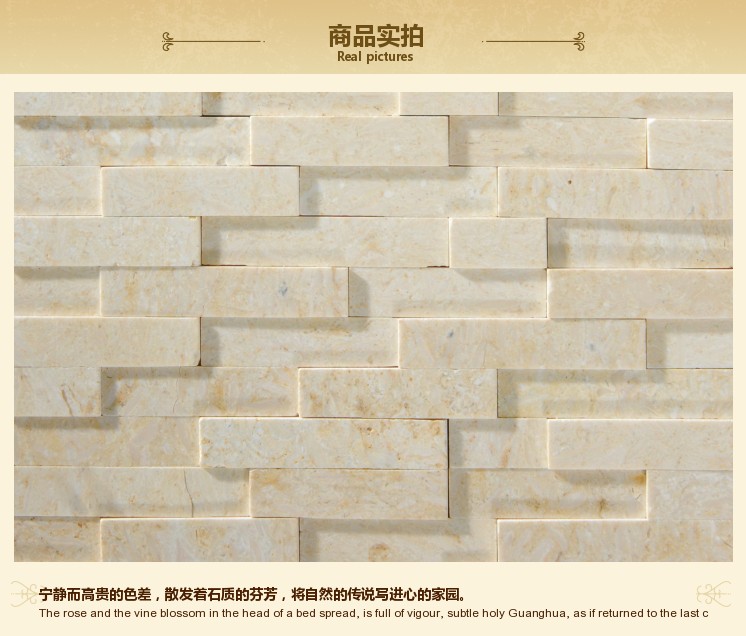 商品实拍
Real pictures
宁静而高贵的色差，散发着石质的芬芳，将自然的传说写进心的家园。
The rose and the vine blossom in the head of a bed spread, is full of vigour, subtle holy Guanghua, as if returned to the last c